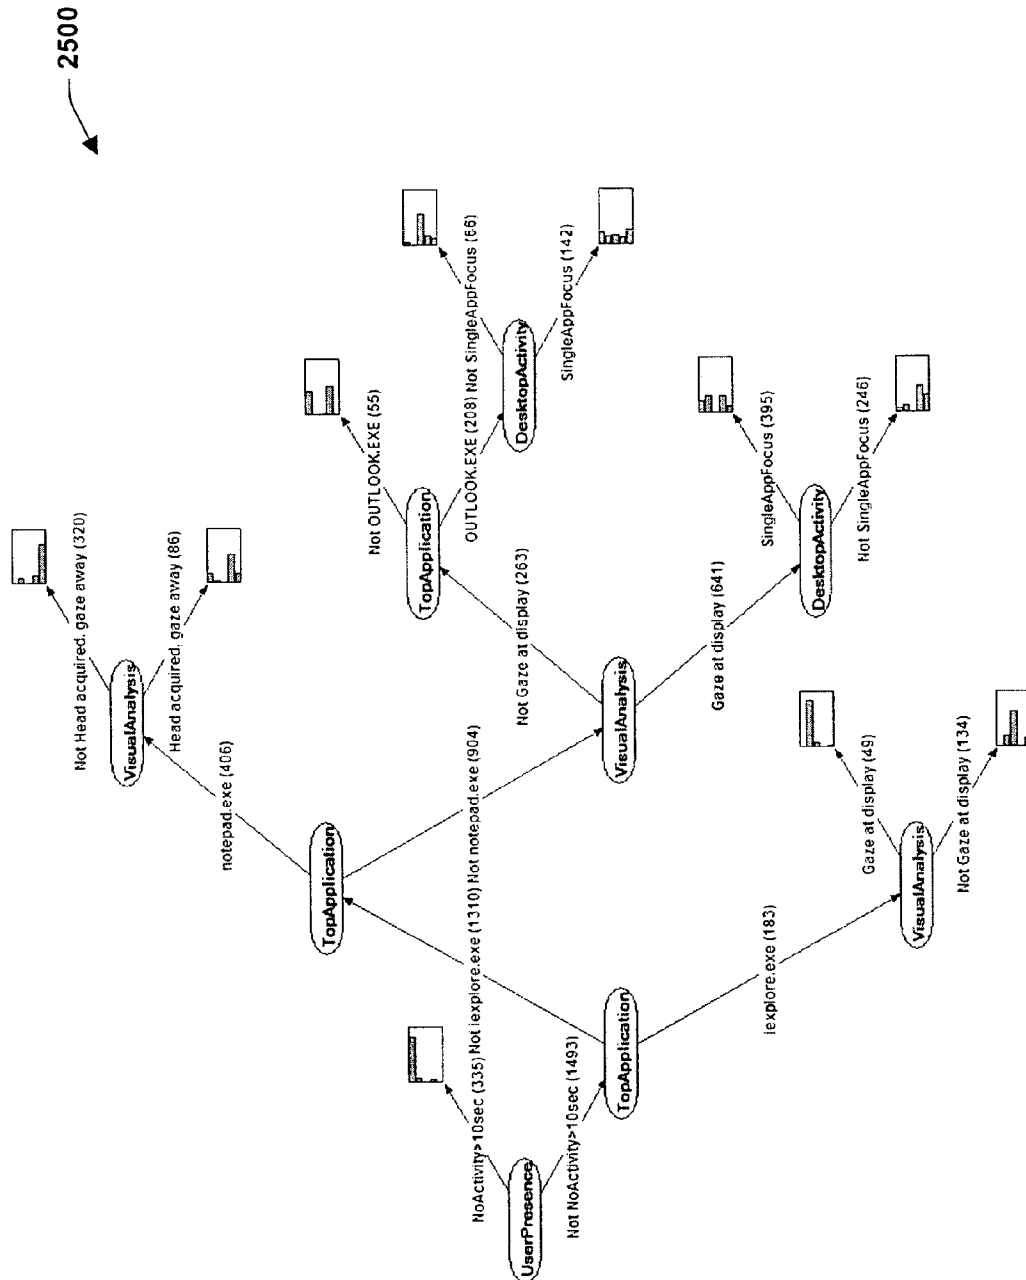 2500
Not Head acquired, gaze away (320)
VisualAnalysis
Head acquired, gaze away (86)
notepad.exe (406)
TopApplication
Not notepad.exe (904)
Not OUTLOOK.EXE (55)
TopApplication
OUTLOOK.EXE (208)
Not SingleAppFocus (66)
DesktopActivity
SingleAppFocus (142)
Not Gaze at display (263)
VisualAnalysis
Gaze at display (641)
SingleAppFocus (395)
DesktopActivity
Not SingleAppFocus (246)
NoActivity>10sec (335)
UserPresence
Not NoActivity>10sec (1493)
Not iexplore.exe (1310)
TopApplication
iexplore.exe (183)
Gaze at display (49)
VisualAnalysis
Not Gaze at display (134)